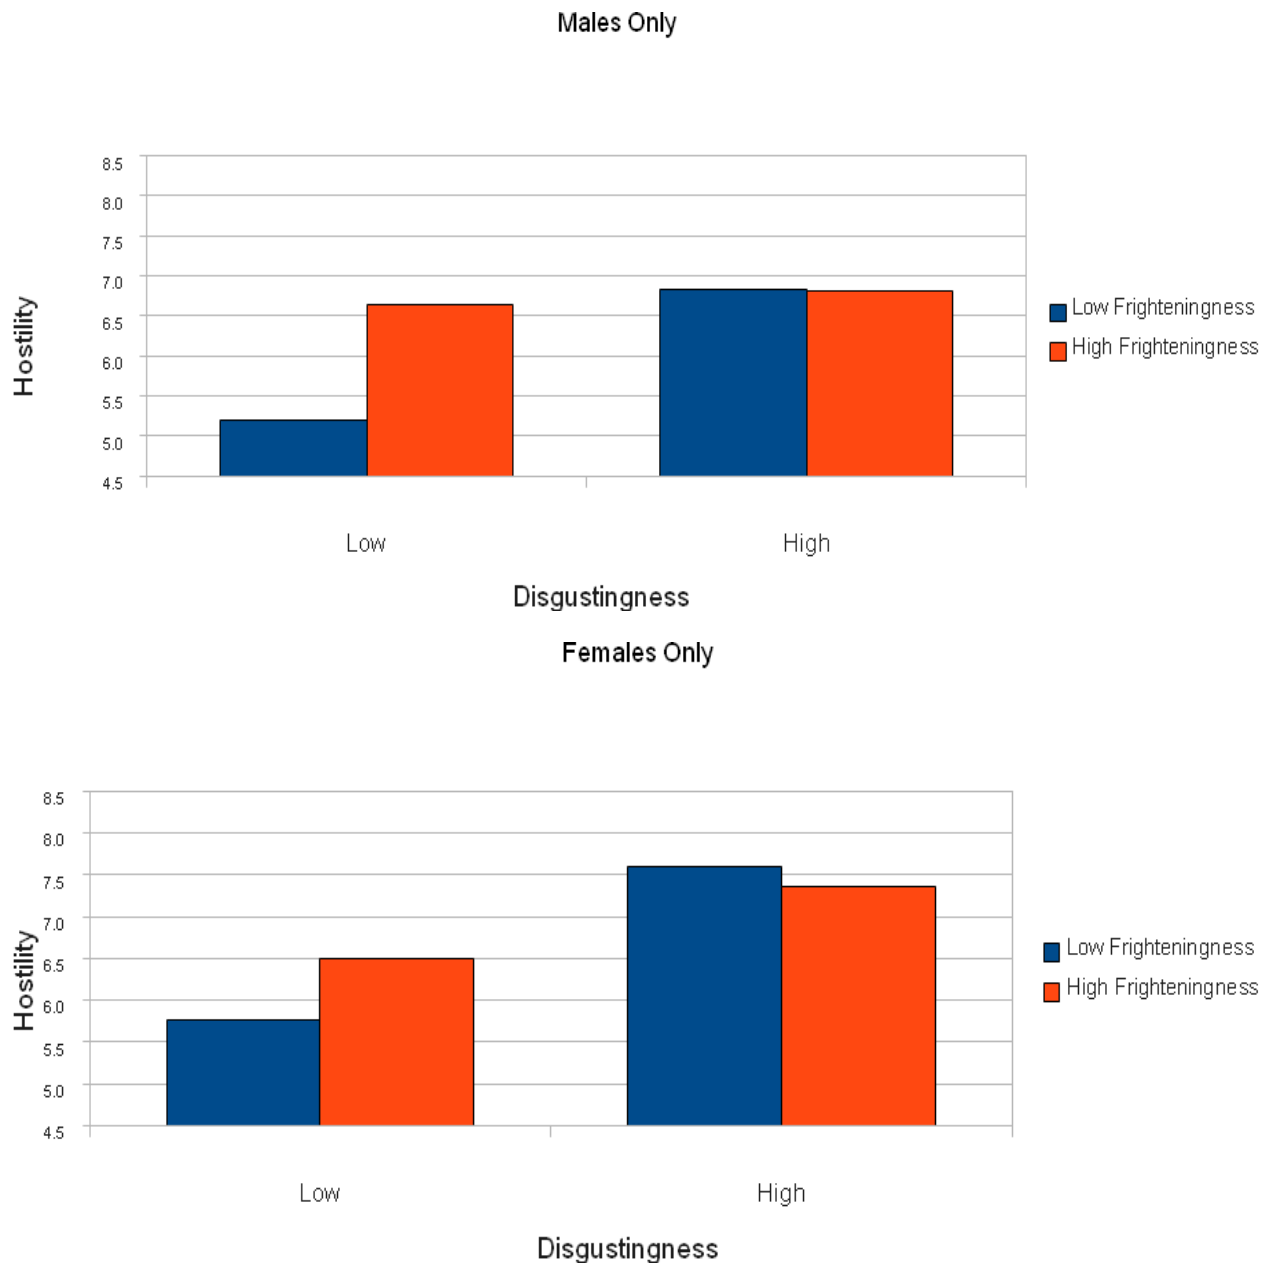 Males Only
8.5
8.0
7.5
7.0
6.5
6.0
5.5
5.0
4.5
Hostility
Low Frighteningness
High Frighteningness
Low High
Disgustingness
Females Only
8.5
8.0
7.5
7.0
6.5
6.0
5.5
5.0
4.5
Hostility
Low Frighteningness
High Frighteningness
Low High
Disgustingness